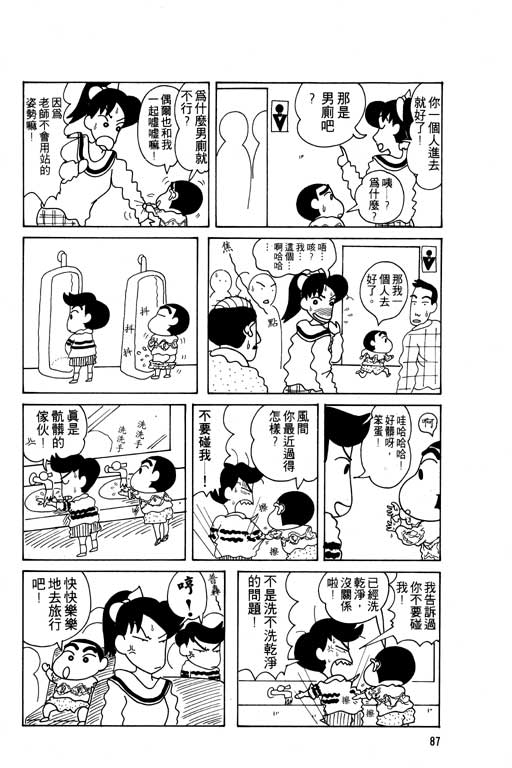 你一個人進去
就好了！
咦…？
為什麼？
那是
男廁吧
？
為什麼男廁就
不行？
偶爾也和我
一起噓噓嘛！
因為
老師不會用站的
姿勢嘛！
那我一
個人去
好了。
唔…
咳？
我…
這個…
啊哈哈
焦
點
抖
抖
抖
啊
哇哈哈哈！
好髒呀，
笨蛋！
風間
你最近過得
怎樣？
不要碰我！
擦
擦
洗
洗
手
洗
洗
手
真是
骯髒的
傢伙！
我告訴過
你不要碰
我！
已經洗
乾淨，
沒關係
啦！
不是洗不洗乾淨
的問題！
擦
擦
哼！
快快樂樂
地去旅行
吧！
87